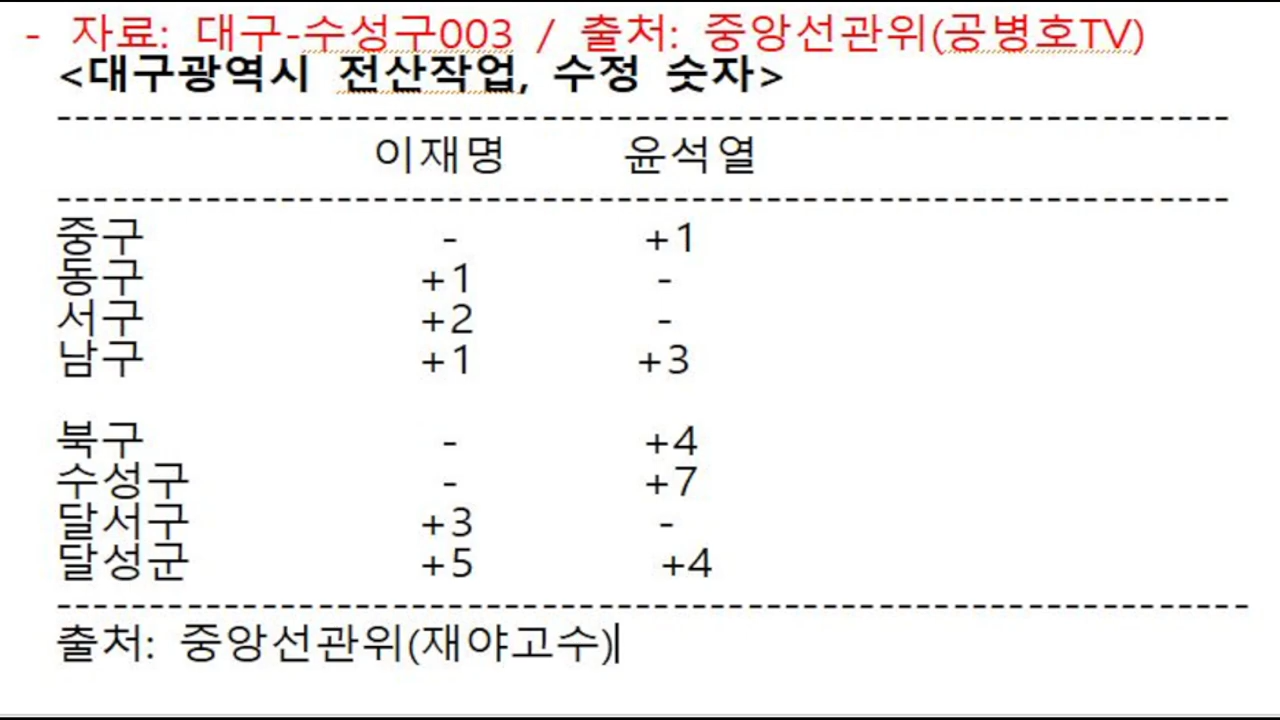 - 자료: 대구-수성구003 / 출처: 중앙선관위(공병호TV)
<대구광역시 전산작업, 수정 숫자>
------------------------------------------------------------------
이재명 윤석열
------------------------------------------------------------------
중구 - +1
동구 +1 -
서구 +2 -
남구 +1 +3
북구 - +4
수성구 - +7
달서구 +3 -
달성군 +5 +4
-------------------------------------------------------------------
출처: 중앙선관위(재야고수)